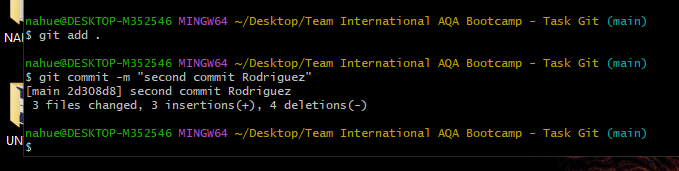 nahue@DESKTOP-M352546 MINGW64 ~/Desktop/Team International AQA Bootcamp - Task Git (main)
$ git add .
nahue@DESKTOP-M352546 MINGW64 ~/Desktop/Team International AQA Bootcamp - Task Git (main)
$ git commit -m "second commit Rodriguez"
[main 2d308d8] second commit Rodriguez
 3 files changed, 3 insertions(+), 4 deletions(-)
nahue@DESKTOP-M352546 MINGW64 ~/Desktop/Team International AQA Bootcamp - Task Git (main)
$